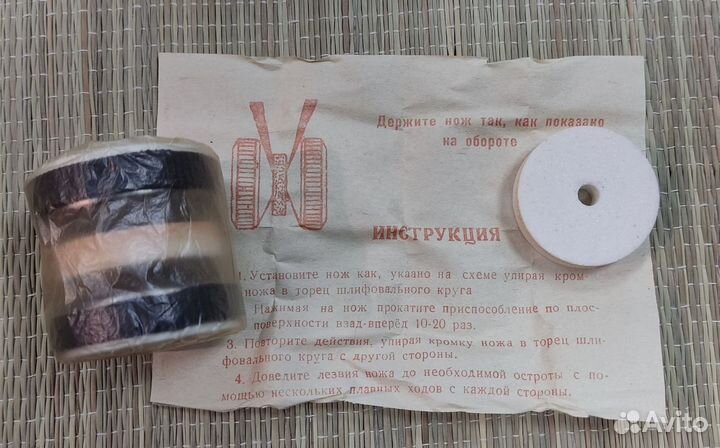 Держите нож так, как показано
на обороте
ИНСТРУКЦИЯ
1. Установите нож как, указано на схеме упирая кром-
ножа в торец шлифовального круга
Нажимая на нож прокатите приспособление по плос-
поверхности взад-вперёд 10-20 раз.
3. Повторите действия, упирая кромку ножа в торец шли-
фовального круга с другой стороны.
4. Доведите лезвия ножа до необходимой остроты с по-
мощью нескольких плавных ходов с каждой стороны.
Avito